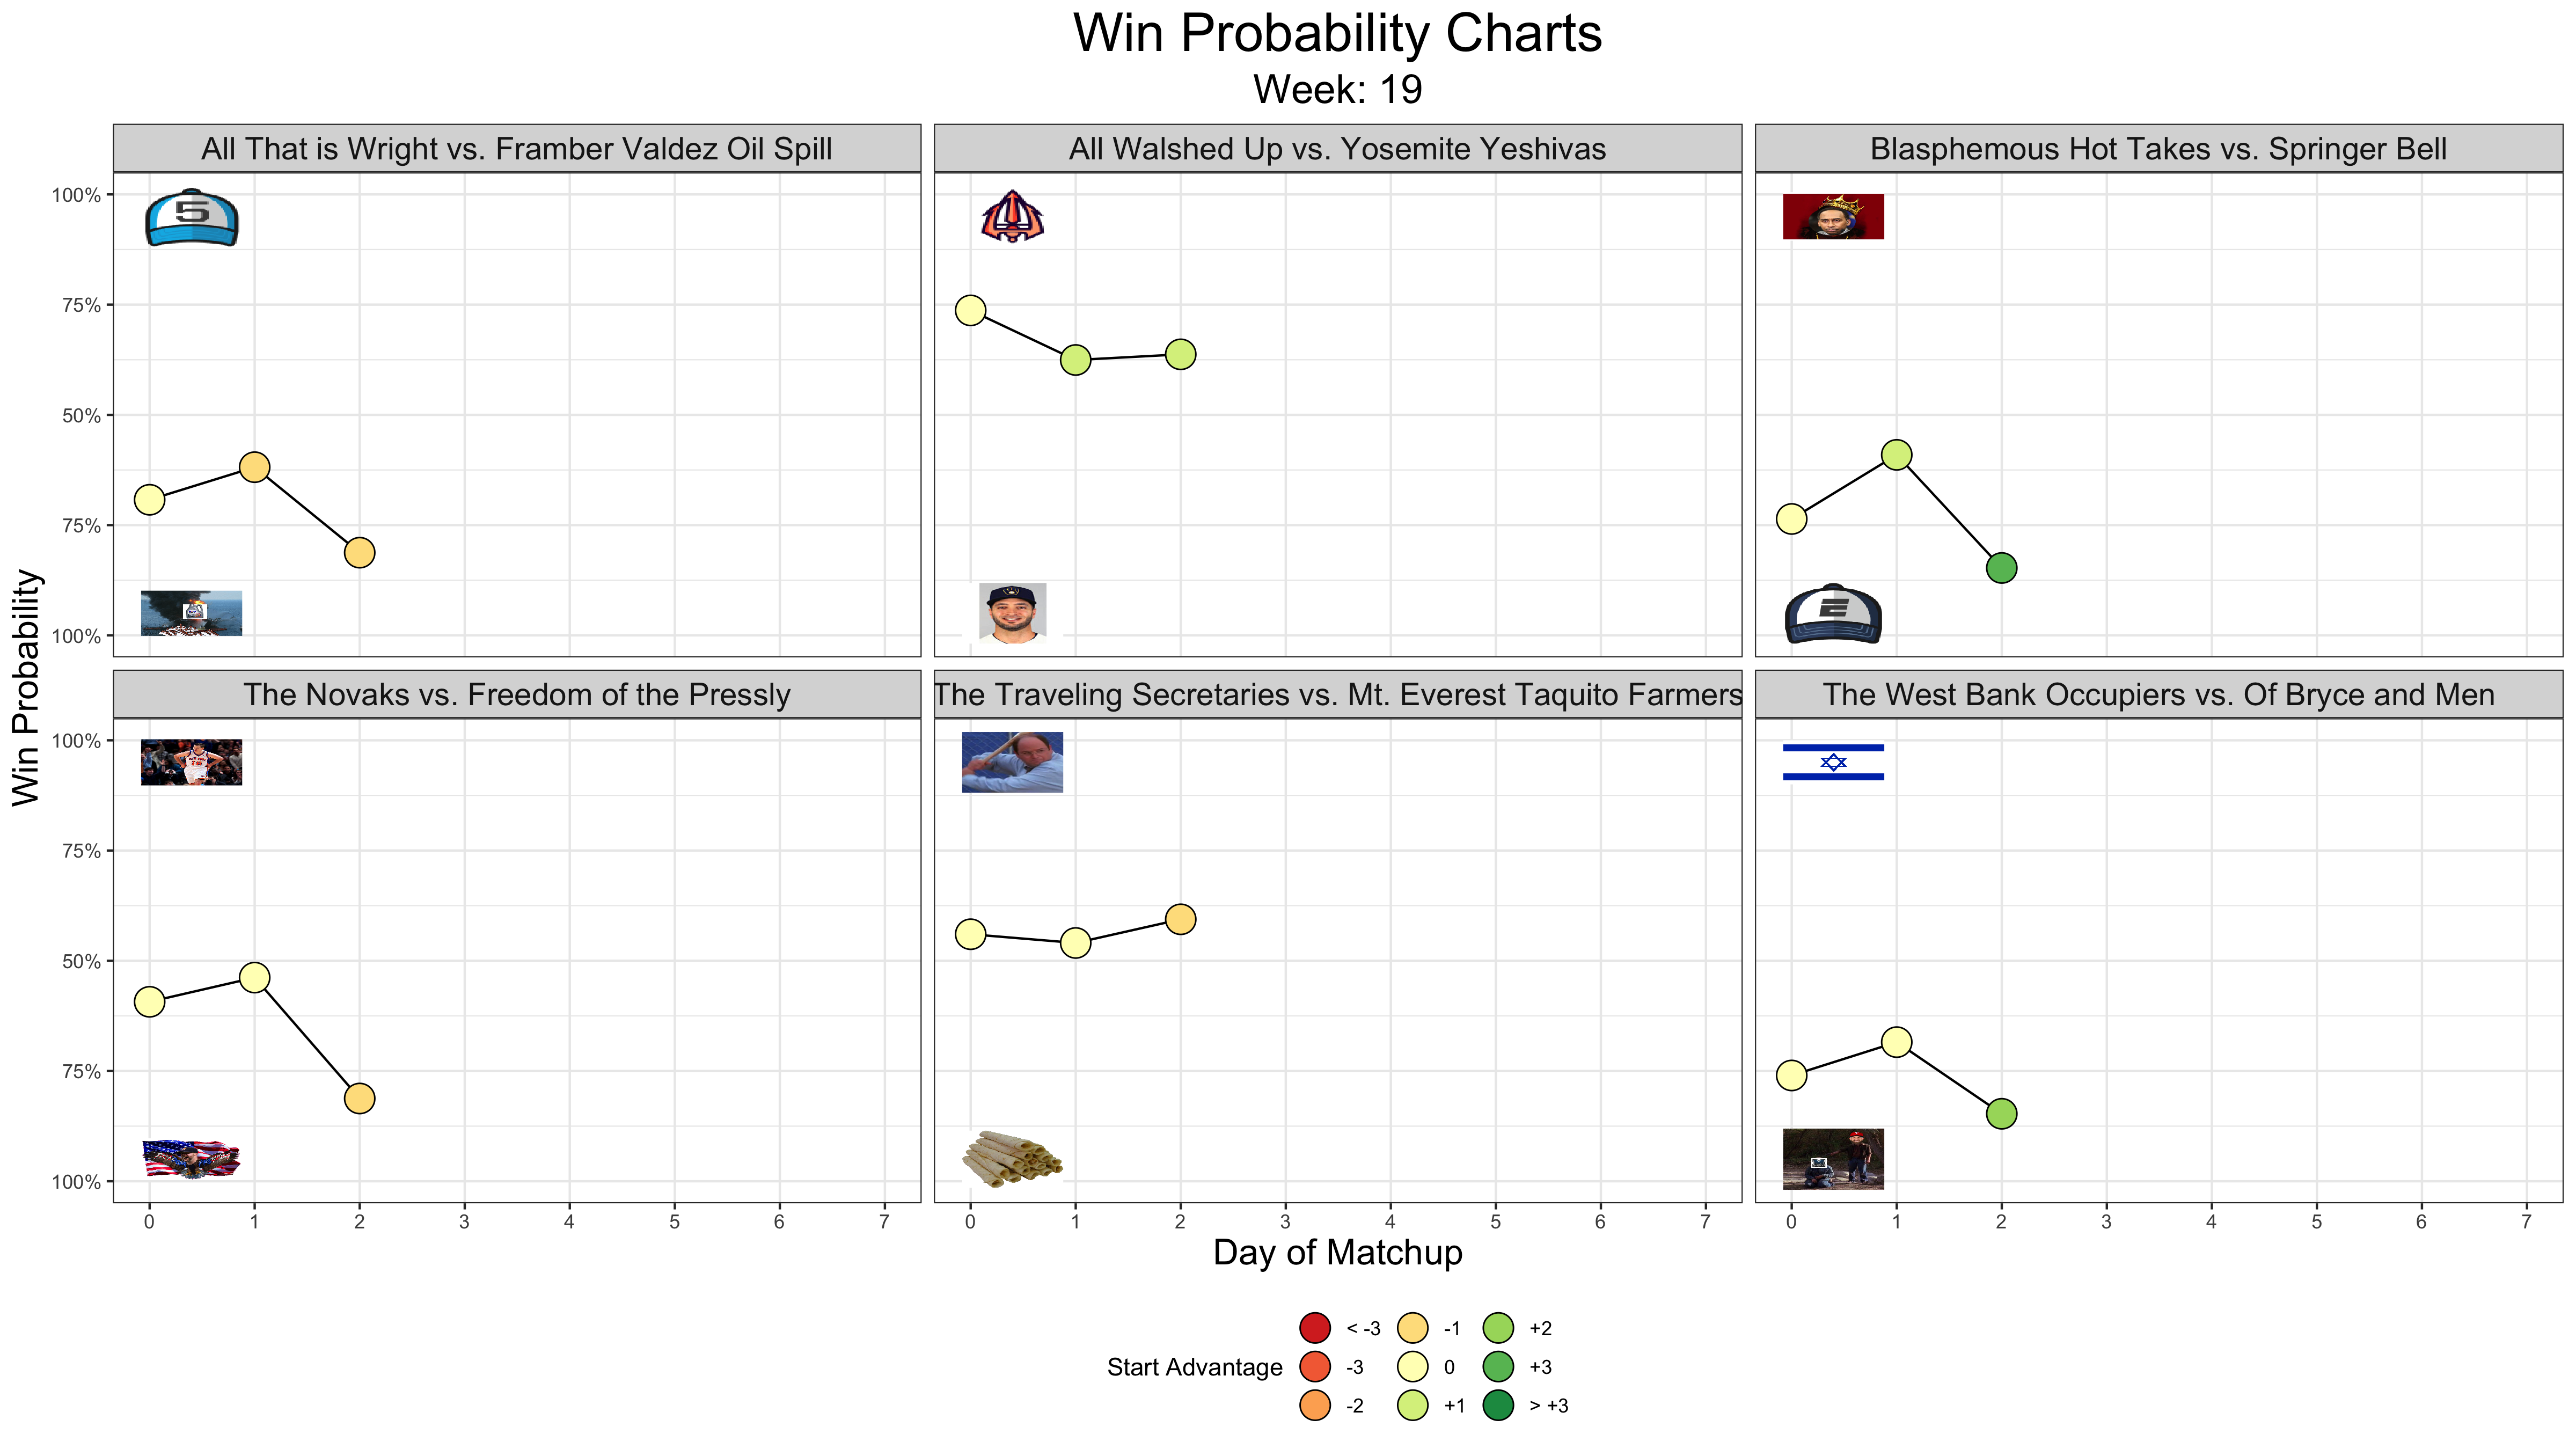 Win Probability Charts
Week: 19
All That is Wright vs. Framber Valdez Oil Spill
All Walshed Up vs. Yosemite Yeshivas
Blasphemous Hot Takes vs. Springer Bell
100%
75%
50%
75%
100%
5
E
Win Probability
The Novaks vs. Freedom of the Pressly
The Traveling Secretaries vs. Mt. Everest Taquito Farmers
The West Bank Occupiers vs. Of Bryce and Men
100%
75%
50%
75%
100%
0 1 2 3 4 5 6 7
0 1 2 3 4 5 6 7
0 1 2 3 4 5 6 7
Day of Matchup
Start Advantage
< -3 -1 +2
-3 0 +3
-2 +1 > +3